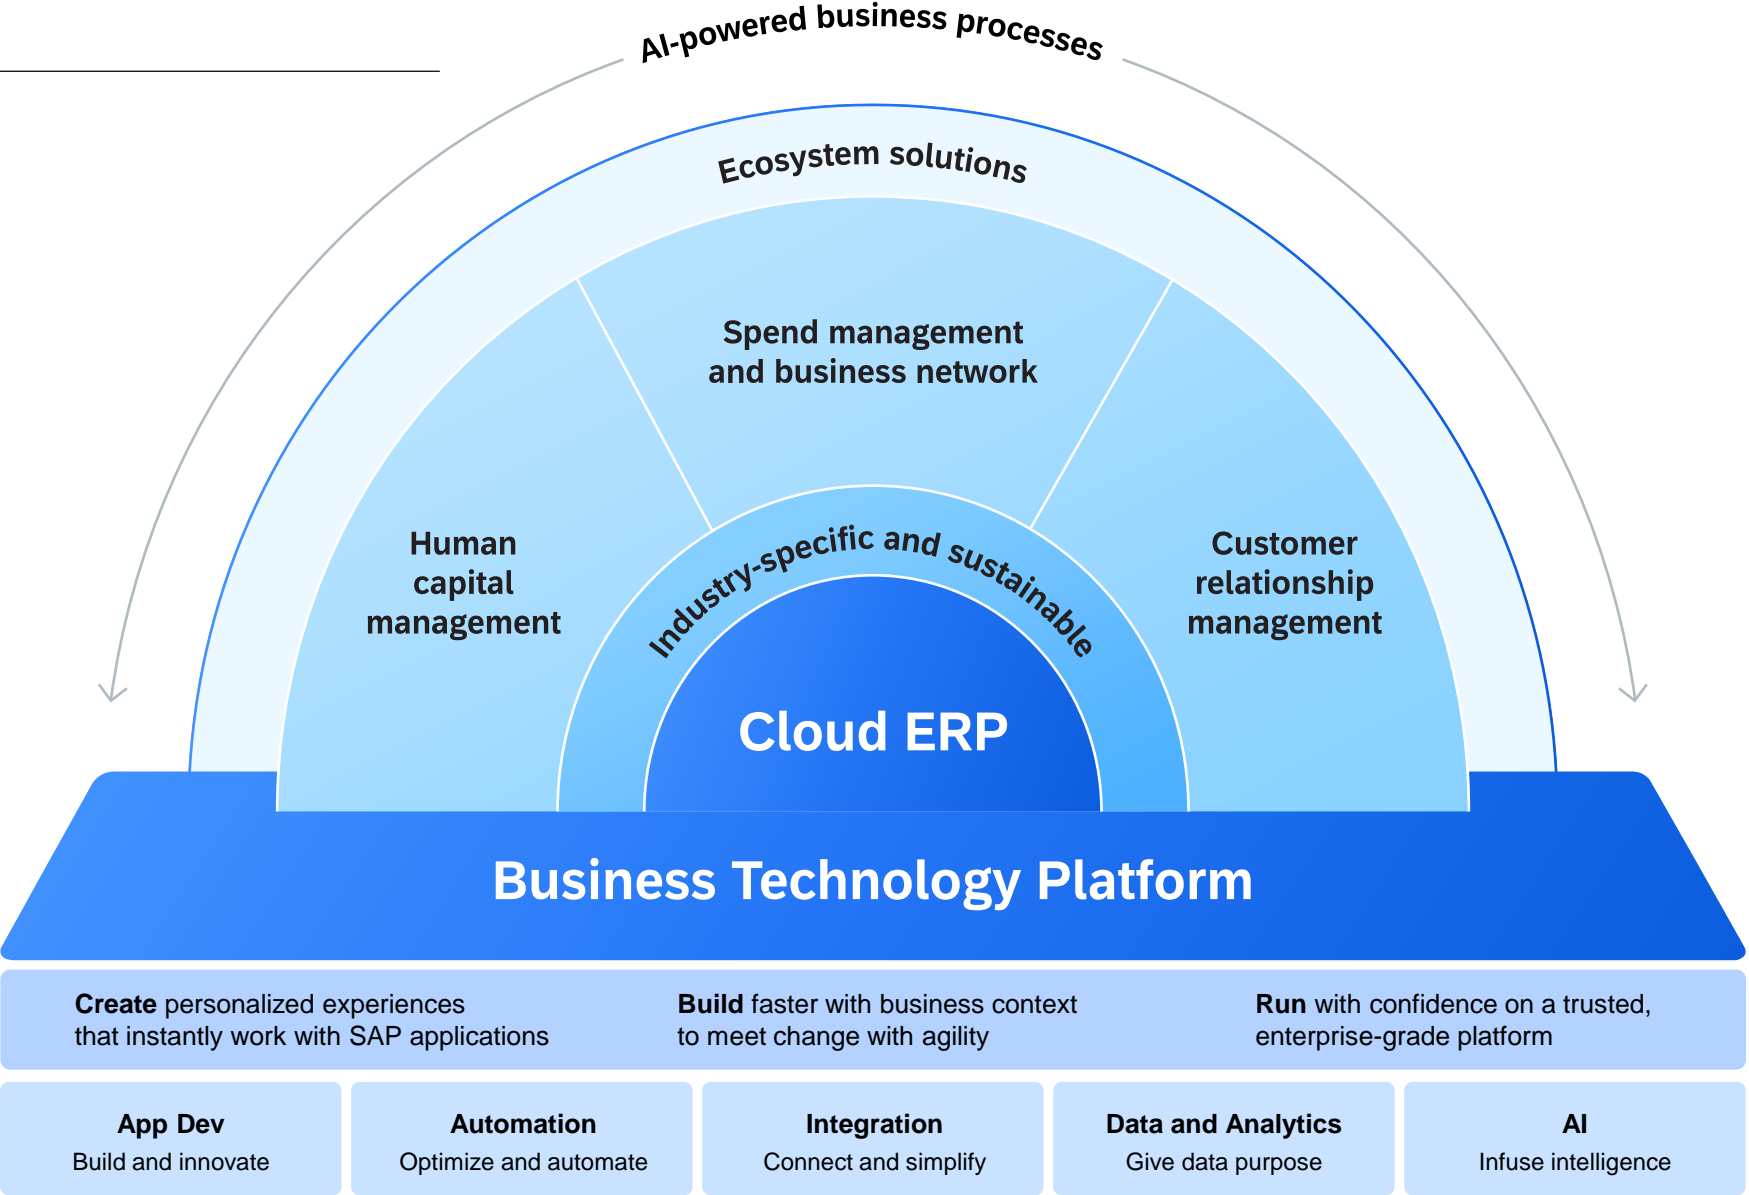 AI-powered business processes
Ecosystem solutions
Spend management
and business network
Human
capital
management
Customer
relationship
management
Industry-specific and sustainable
Cloud ERP
Business Technology Platform
Create personalized experiences
that instantly work with SAP applications
Build faster with business context
to meet change with agility
Run with confidence on a trusted,
enterprise-grade platform
App Dev
Build and innovate
Automation
Optimize and automate
Integration
Connect and simplify
Data and Analytics
Give data purpose
AI
Infuse intelligence